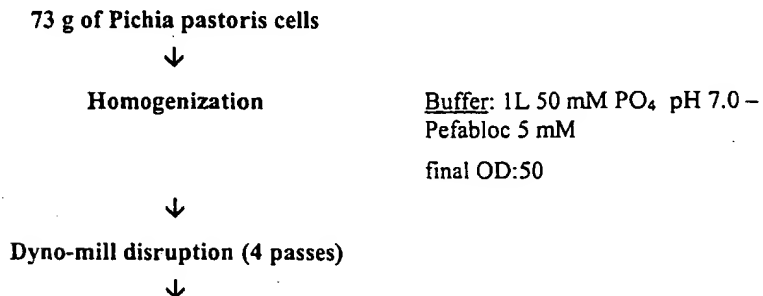 73 g of Pichia pastoris cells
↓
Homogenization
Buffer: 1L 50 mM PO₄ pH 7.0 –
Pefabloc 5 mM
final OD:50
↓
Dyno-mill disruption (4 passes)
↓